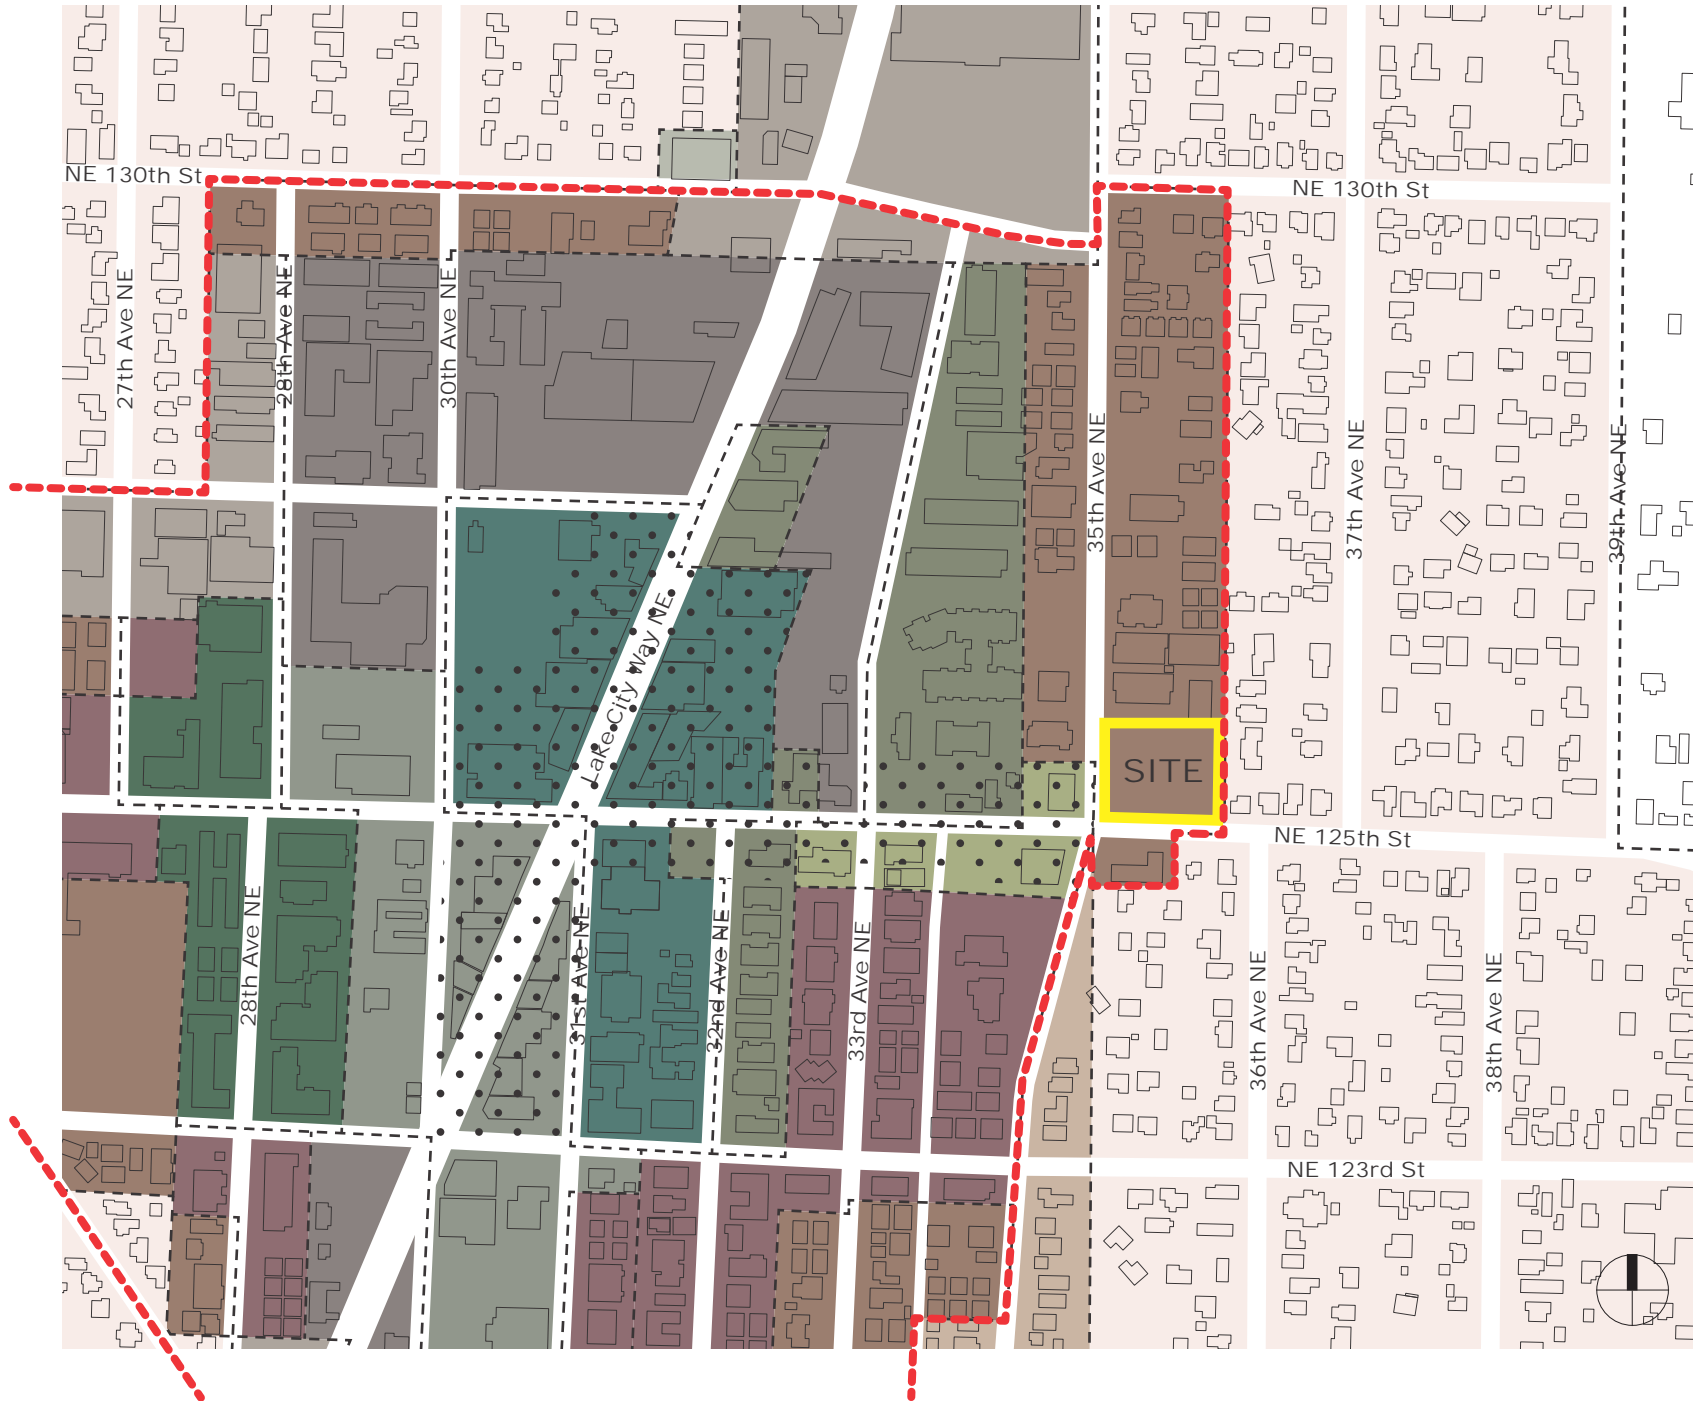 NE 130th St
NE 130th St
27th Ave NE
28th Ave NE
30th Ave NE
35th Ave NE
37th Ave NE
39th Ave NE
Lake City Way NE
SITE
NE 125th St
28th Ave NE
31st Ave NE
32nd Ave NE
33rd Ave NE
36th Ave NE
38th Ave NE
NE 123rd St